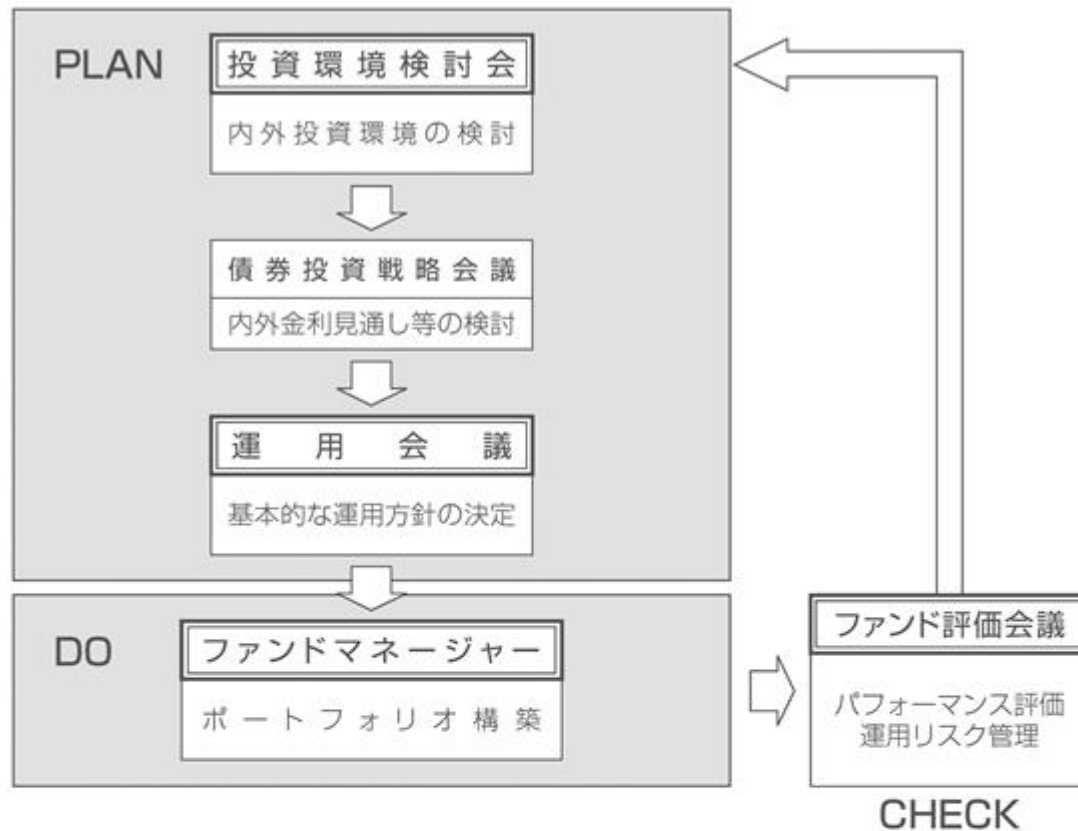 PLAN
投資環境検討会
内外投資環境の検討
債券投資戦略会議
内外金利見通し等の検討
運用会議
基本的な運用方針の決定
DO
ファンドマネージャー
ポートフォリオ構築
ファンド評価会議
パフォーマンス評価
運用リスク管理
CHECK